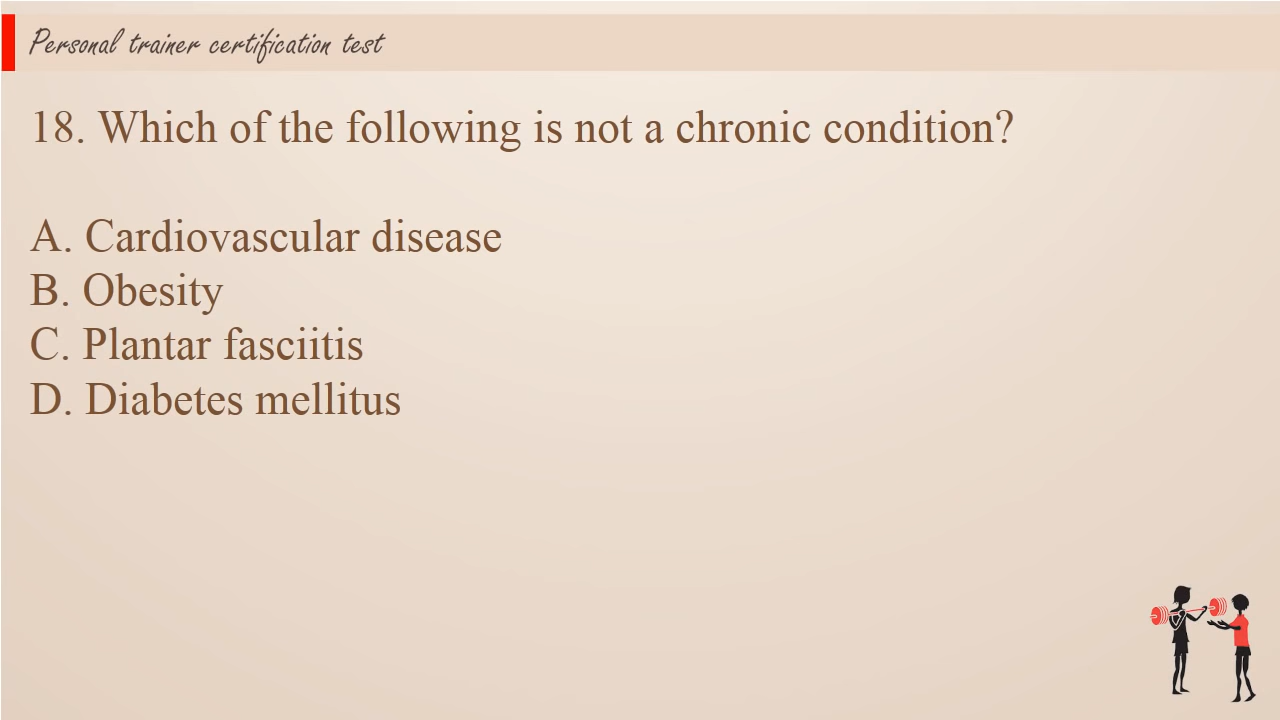 Personal trainer certification test
18. Which of the following is not a chronic condition?
A. Cardiovascular disease
B. Obesity
C. Plantar fasciitis
D. Diabetes mellitus